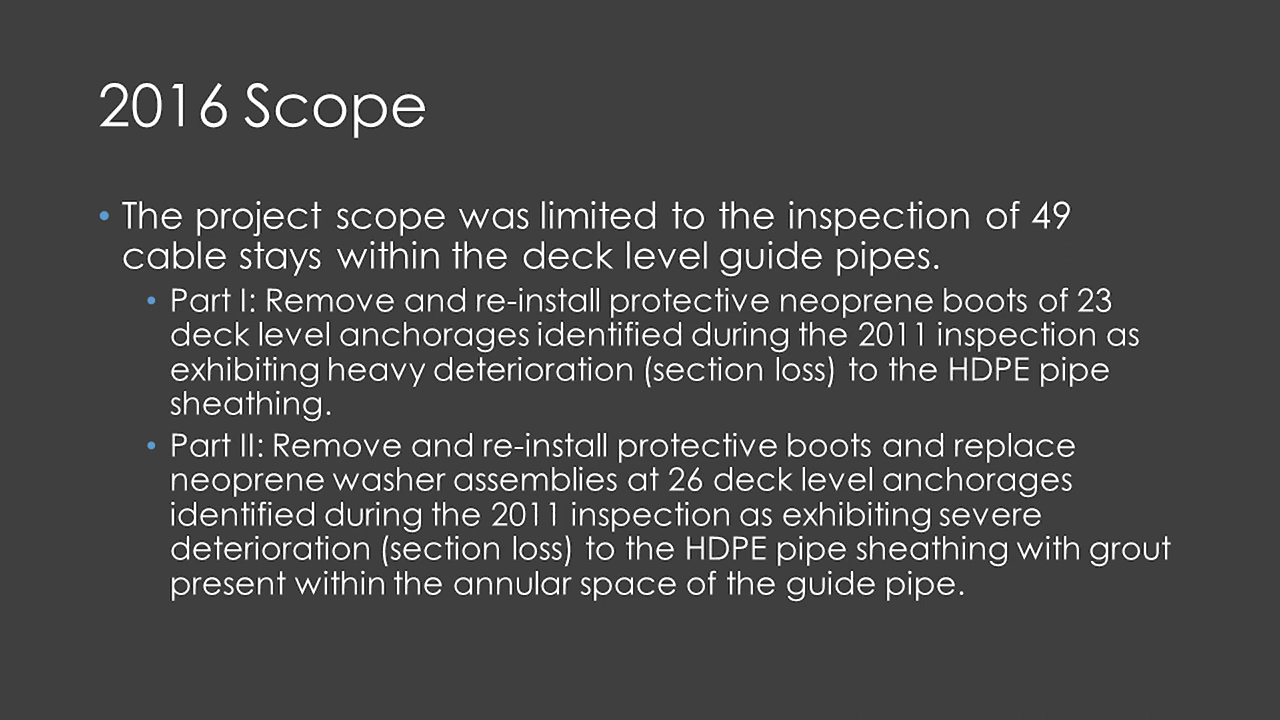 2016 Scope
• The project scope was limited to the inspection of 49
cable stays within the deck level guide pipes.
• Part I: Remove and re-install protective neoprene boots of 23
deck level anchorages identified during the 2011 inspection as
exhibiting heavy deterioration (section loss) to the HDPE pipe
sheathing.
• Part II: Remove and re-install protective boots and replace
neoprene washer assemblies at 26 deck level anchorages
identified during the 2011 inspection as exhibiting severe
deterioration (section loss) to the HDPE pipe sheathing with grout
present within the annular space of the guide pipe.